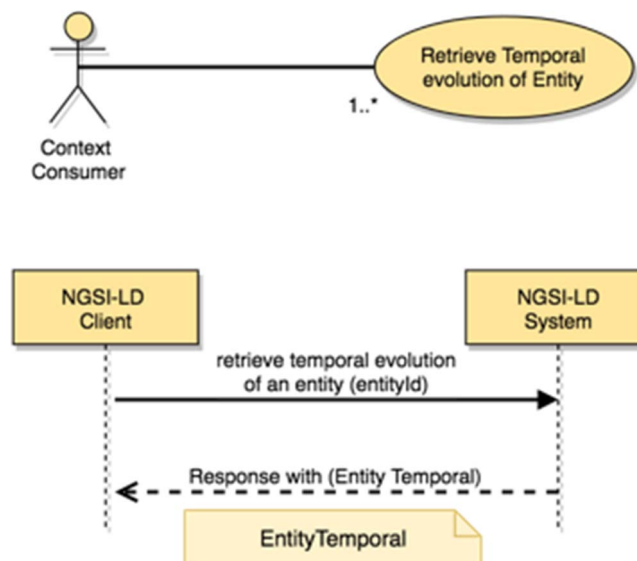 Retrieve Temporal
evolution of Entity
1..*
Context
Consumer
NGSI-LD
Client
NGSI-LD
System
retrieve temporal evolution
of an entity (entityId)
Response with (Entity Temporal)
EntityTemporal